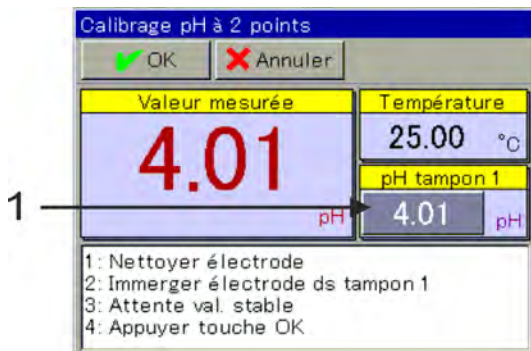 Calibrage pH à 2 points
OK Annuler
Valeur mesurée
4.01
pH
Température
25.00 °C
pH tampon 1
4.01 pH
1
1: Nettoyer électrode
2: Immerger électrode ds tampon 1
3: Attente val. stable
4: Appuyer touche OK